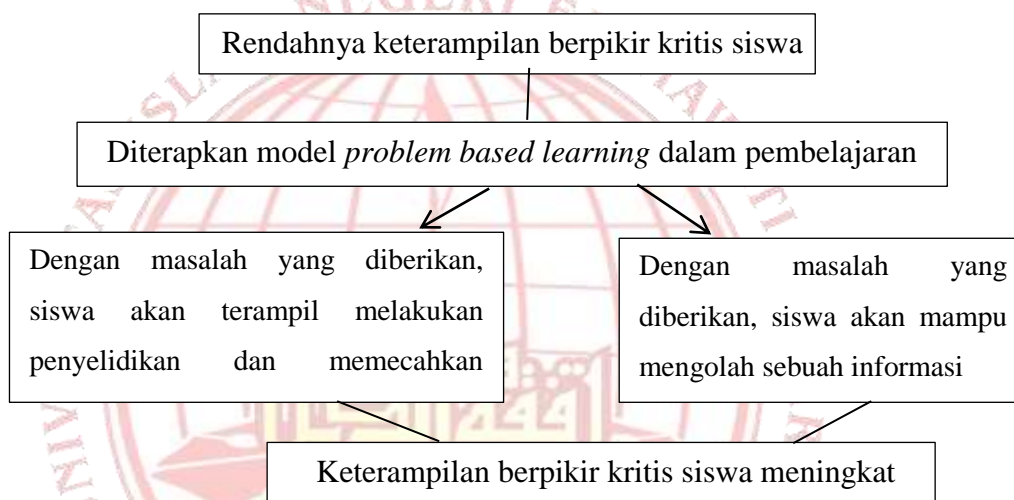 Rendahnya keterampilan berpikir kritis siswa
Diterapkan model problem based learning dalam pembelajaran
Dengan masalah yang diberikan,
siswa akan terampil melakukan
penyelidikan dan memecahkan
Dengan masalah yang
diberikan, siswa akan mampu
mengolah sebuah informasi
Keterampilan berpikir kritis siswa meningkat